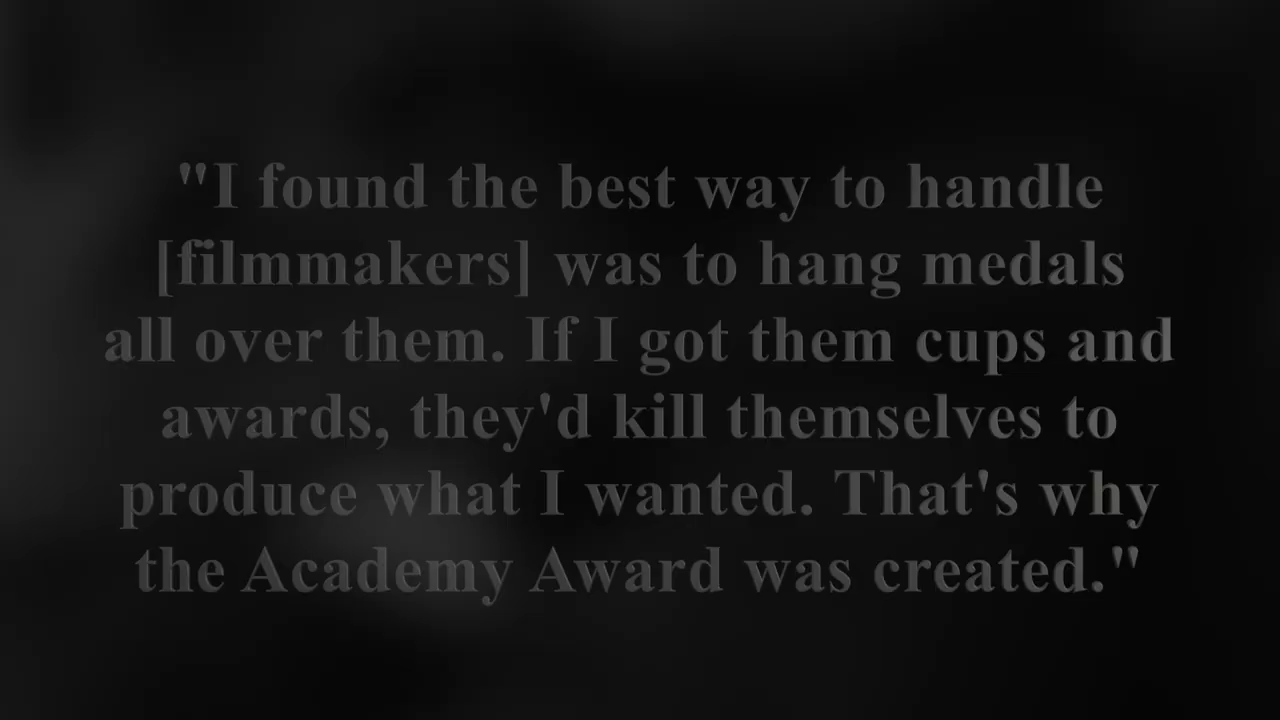 "I found the best way to handle
[filmmakers] was to hang medals
all over them. If I got them cups and
awards, they'd kill themselves to
produce what I wanted. That's why
the Academy Award was created."